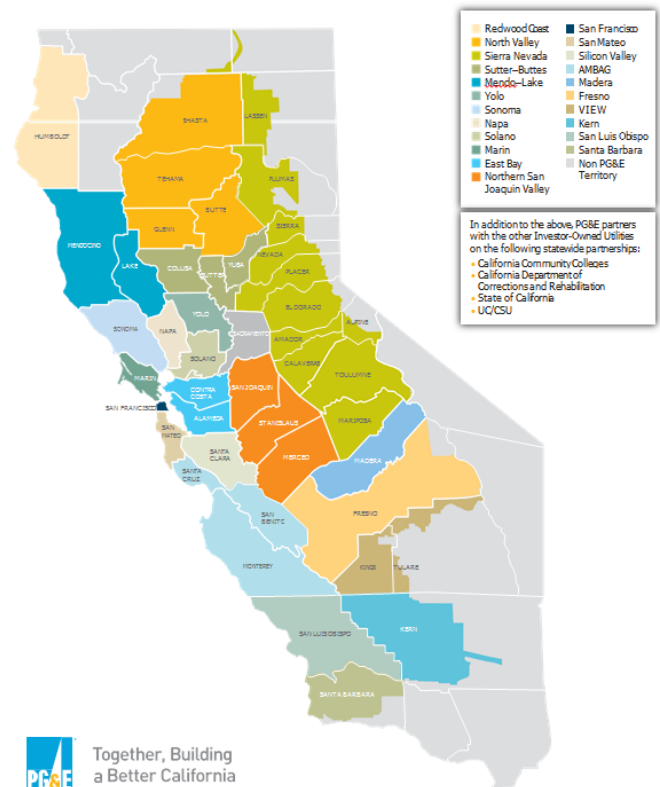 Redwood Coast
North Valley
Sierra Nevada
Sutter–Buttes
Mendo–Lake
Yolo
Sonoma
Napa
Solano
Marin
East Bay
Northern San
Joaquin Valley
San Francisco
San Mateo
Silicon Valley
AMBAG
Madera
Fresno
VIEW
Kern
San Luis Obispo
Santa Barbara
Non PG&E
Territory
In addition to the above, PG&E partners
with the other Investor-Owned Utilities
on the following statewide partnerships:
• California Community Colleges
• California Department of
Corrections and Rehabilitation
• State of California
• UC/CSU
SHASTA
LASSEN
HUMBOLDT
TEHAMA
PLUMAS
BUTTE
GLENN
SIERRA
MENDOCINO
LAKE
COLUSA
SUTTER
YUBA
NEVADA
PLACER
YOLO
EL DORADO
SONOMA
NAPA
SACRAMENTO
ALPINE
AMADOR
SOLANO
CALAVERAS
TOULUMNE
MARIN
CONTRA
COSTA
SAN JOAQUIN
SAN FRANCISCO
ALAMEDA
STANISLAUS
MARIPOSA
SAN
MATEO
SANTA
CLARA
MERCED
MADERA
SANTA
CRUZ
SAN
BENITO
FRESNO
MONTEREY
KINGS
TULARE
SAN LUIS OBISPO
KERN
SANTA BARBARA
PG&E
Together, Building
a Better California